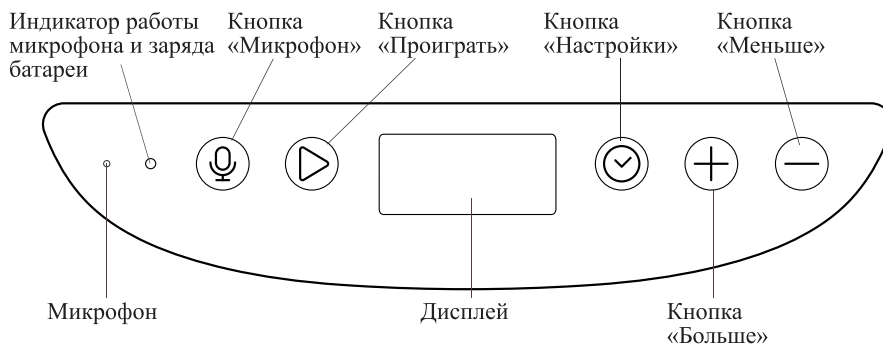 Индикатор работы
микрофона и заряда
батареи
Кнопка
«Микрофон»
Кнопка
«Проиграть»
Кнопка
«Настройки»
Кнопка
«Меньше»
Микрофон
Дисплей
Кнопка
«Больше»